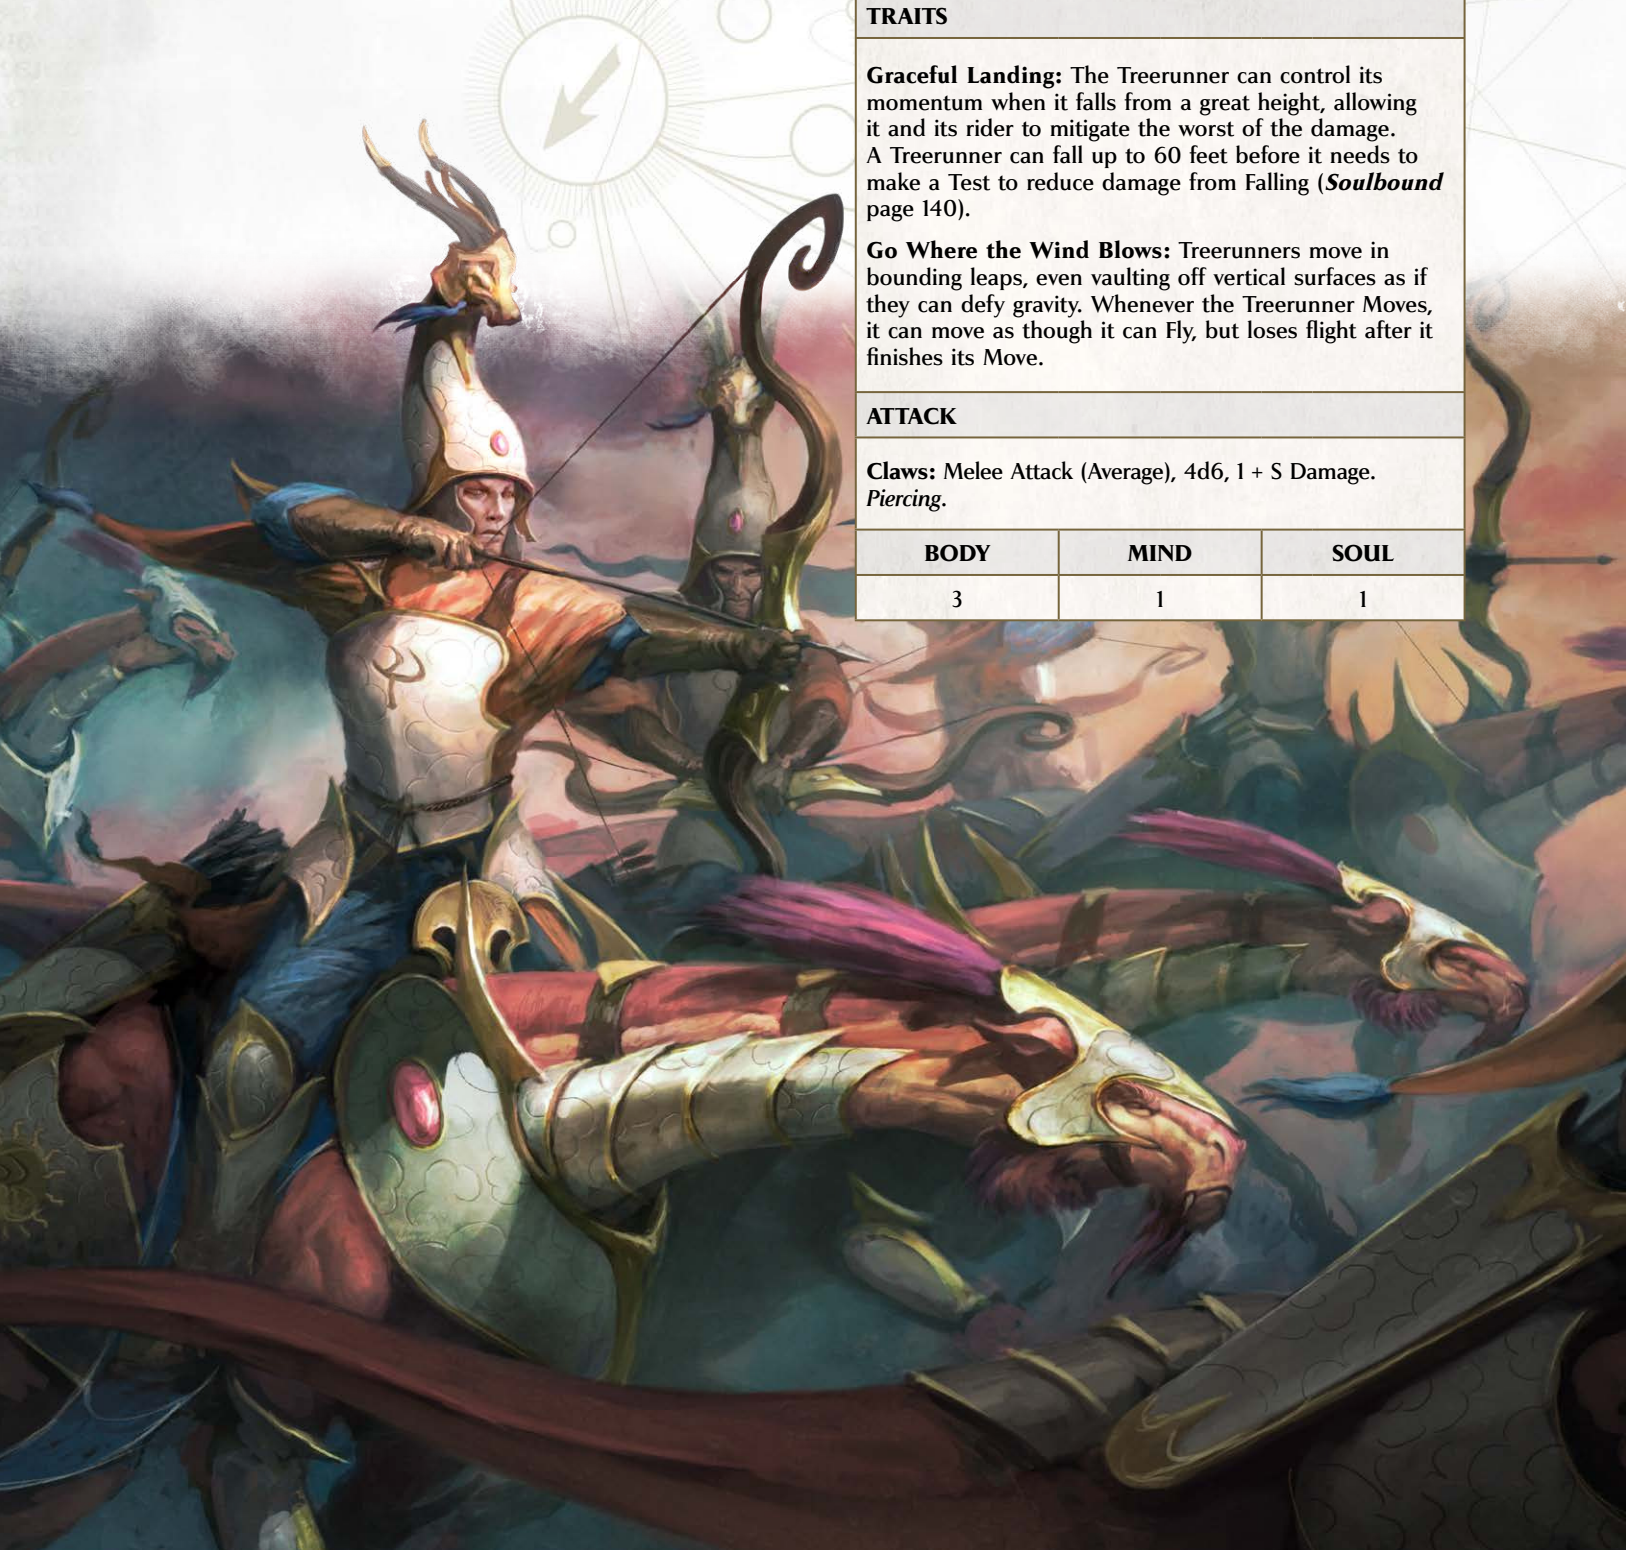 TRAITS
Graceful Landing: The Treerunner can control its
momentum when it falls from a great height, allowing
it and its rider to mitigate the worst of the damage.
A Treerunner can fall up to 60 feet before it needs to
make a Test to reduce damage from Falling (Soulbound
page 140).
Go Where the Wind Blows: Treerunners move in
bounding leaps, even vaulting off vertical surfaces as if
they can defy gravity. Whenever the Treerunner Moves,
it can move as though it can Fly, but loses flight after it
finishes its Move.
ATTACK
Claws: Melee Attack (Average), 4d6, 1 + S Damage.
Piercing.
BODY MIND SOUL
3 1 1